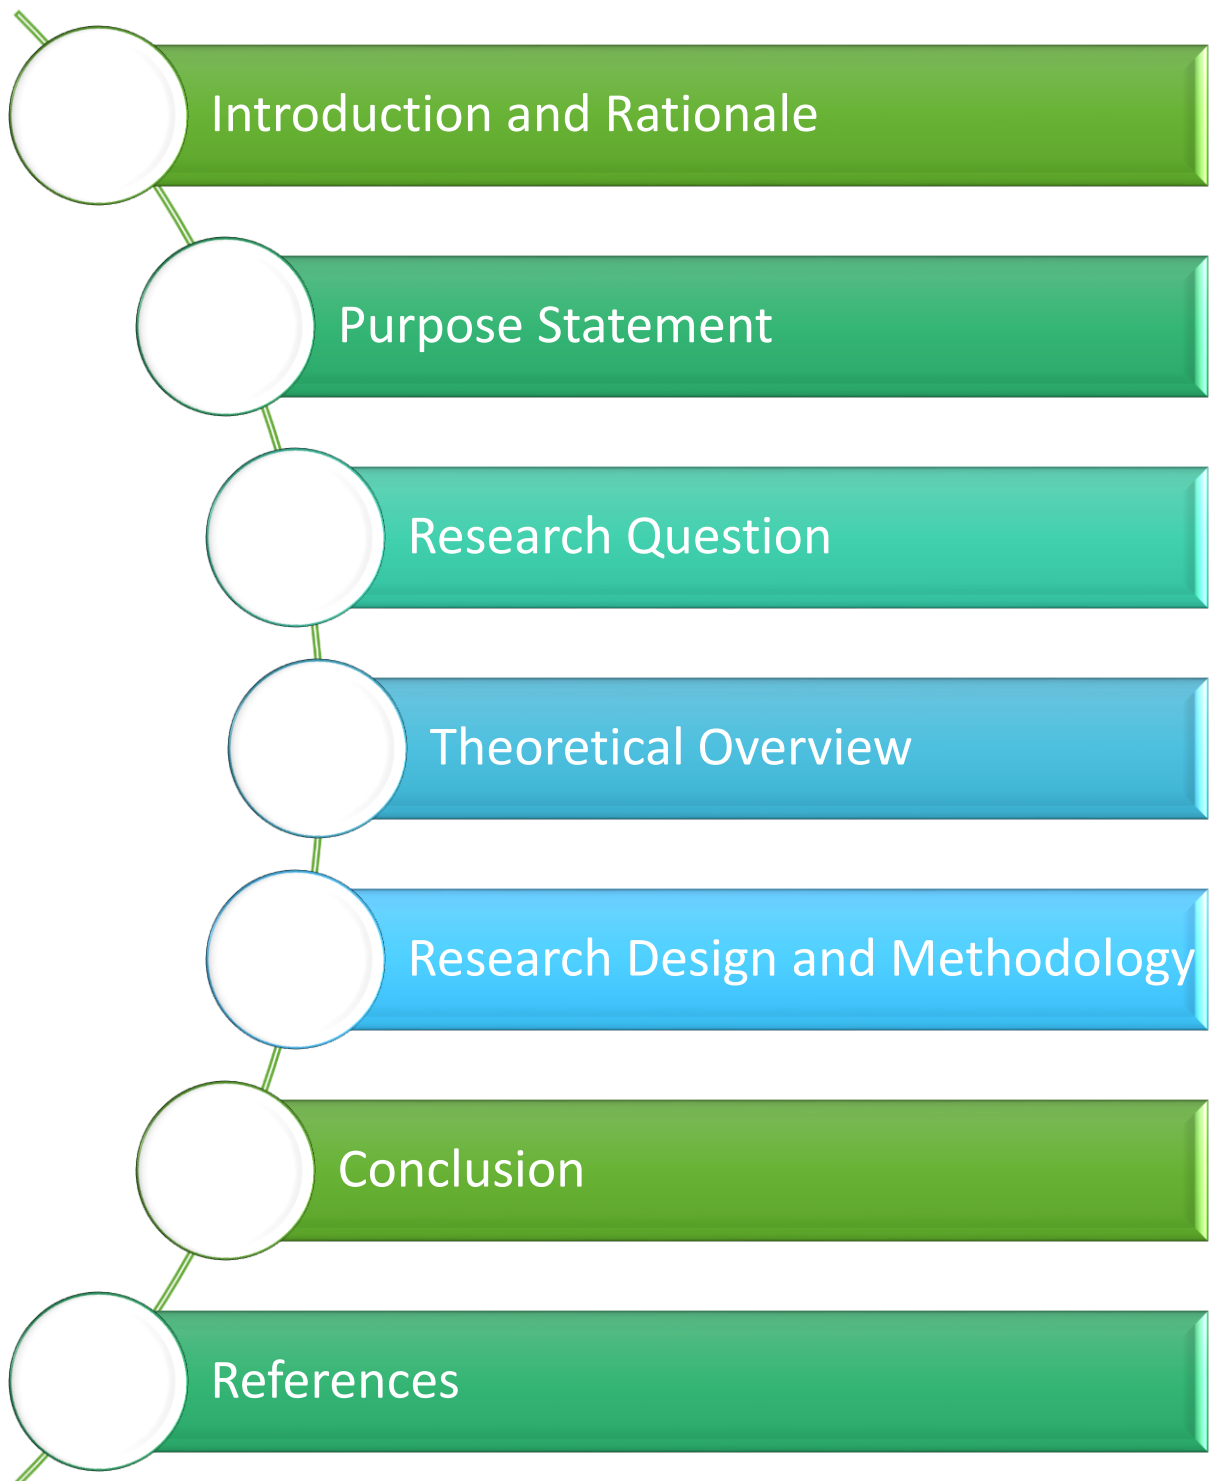 Introduction and Rationale
Purpose Statement
Research Question
Theoretical Overview
Research Design and Methodology
Conclusion
References